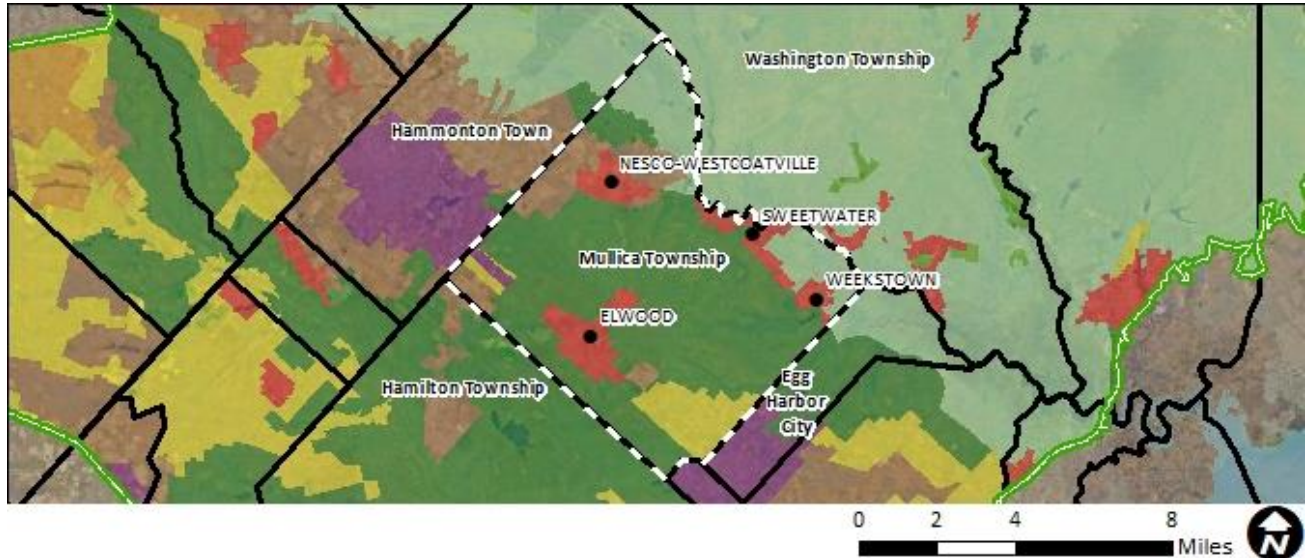 Washington Township
Hammonton Town
NESCO-WESTCOATVILLE
SWEETWATER
Mullica Township
WEEKSTOWN
ELWOOD
Hamilton Township
Egg
Harbor
City
0 2 4 8
Miles
N